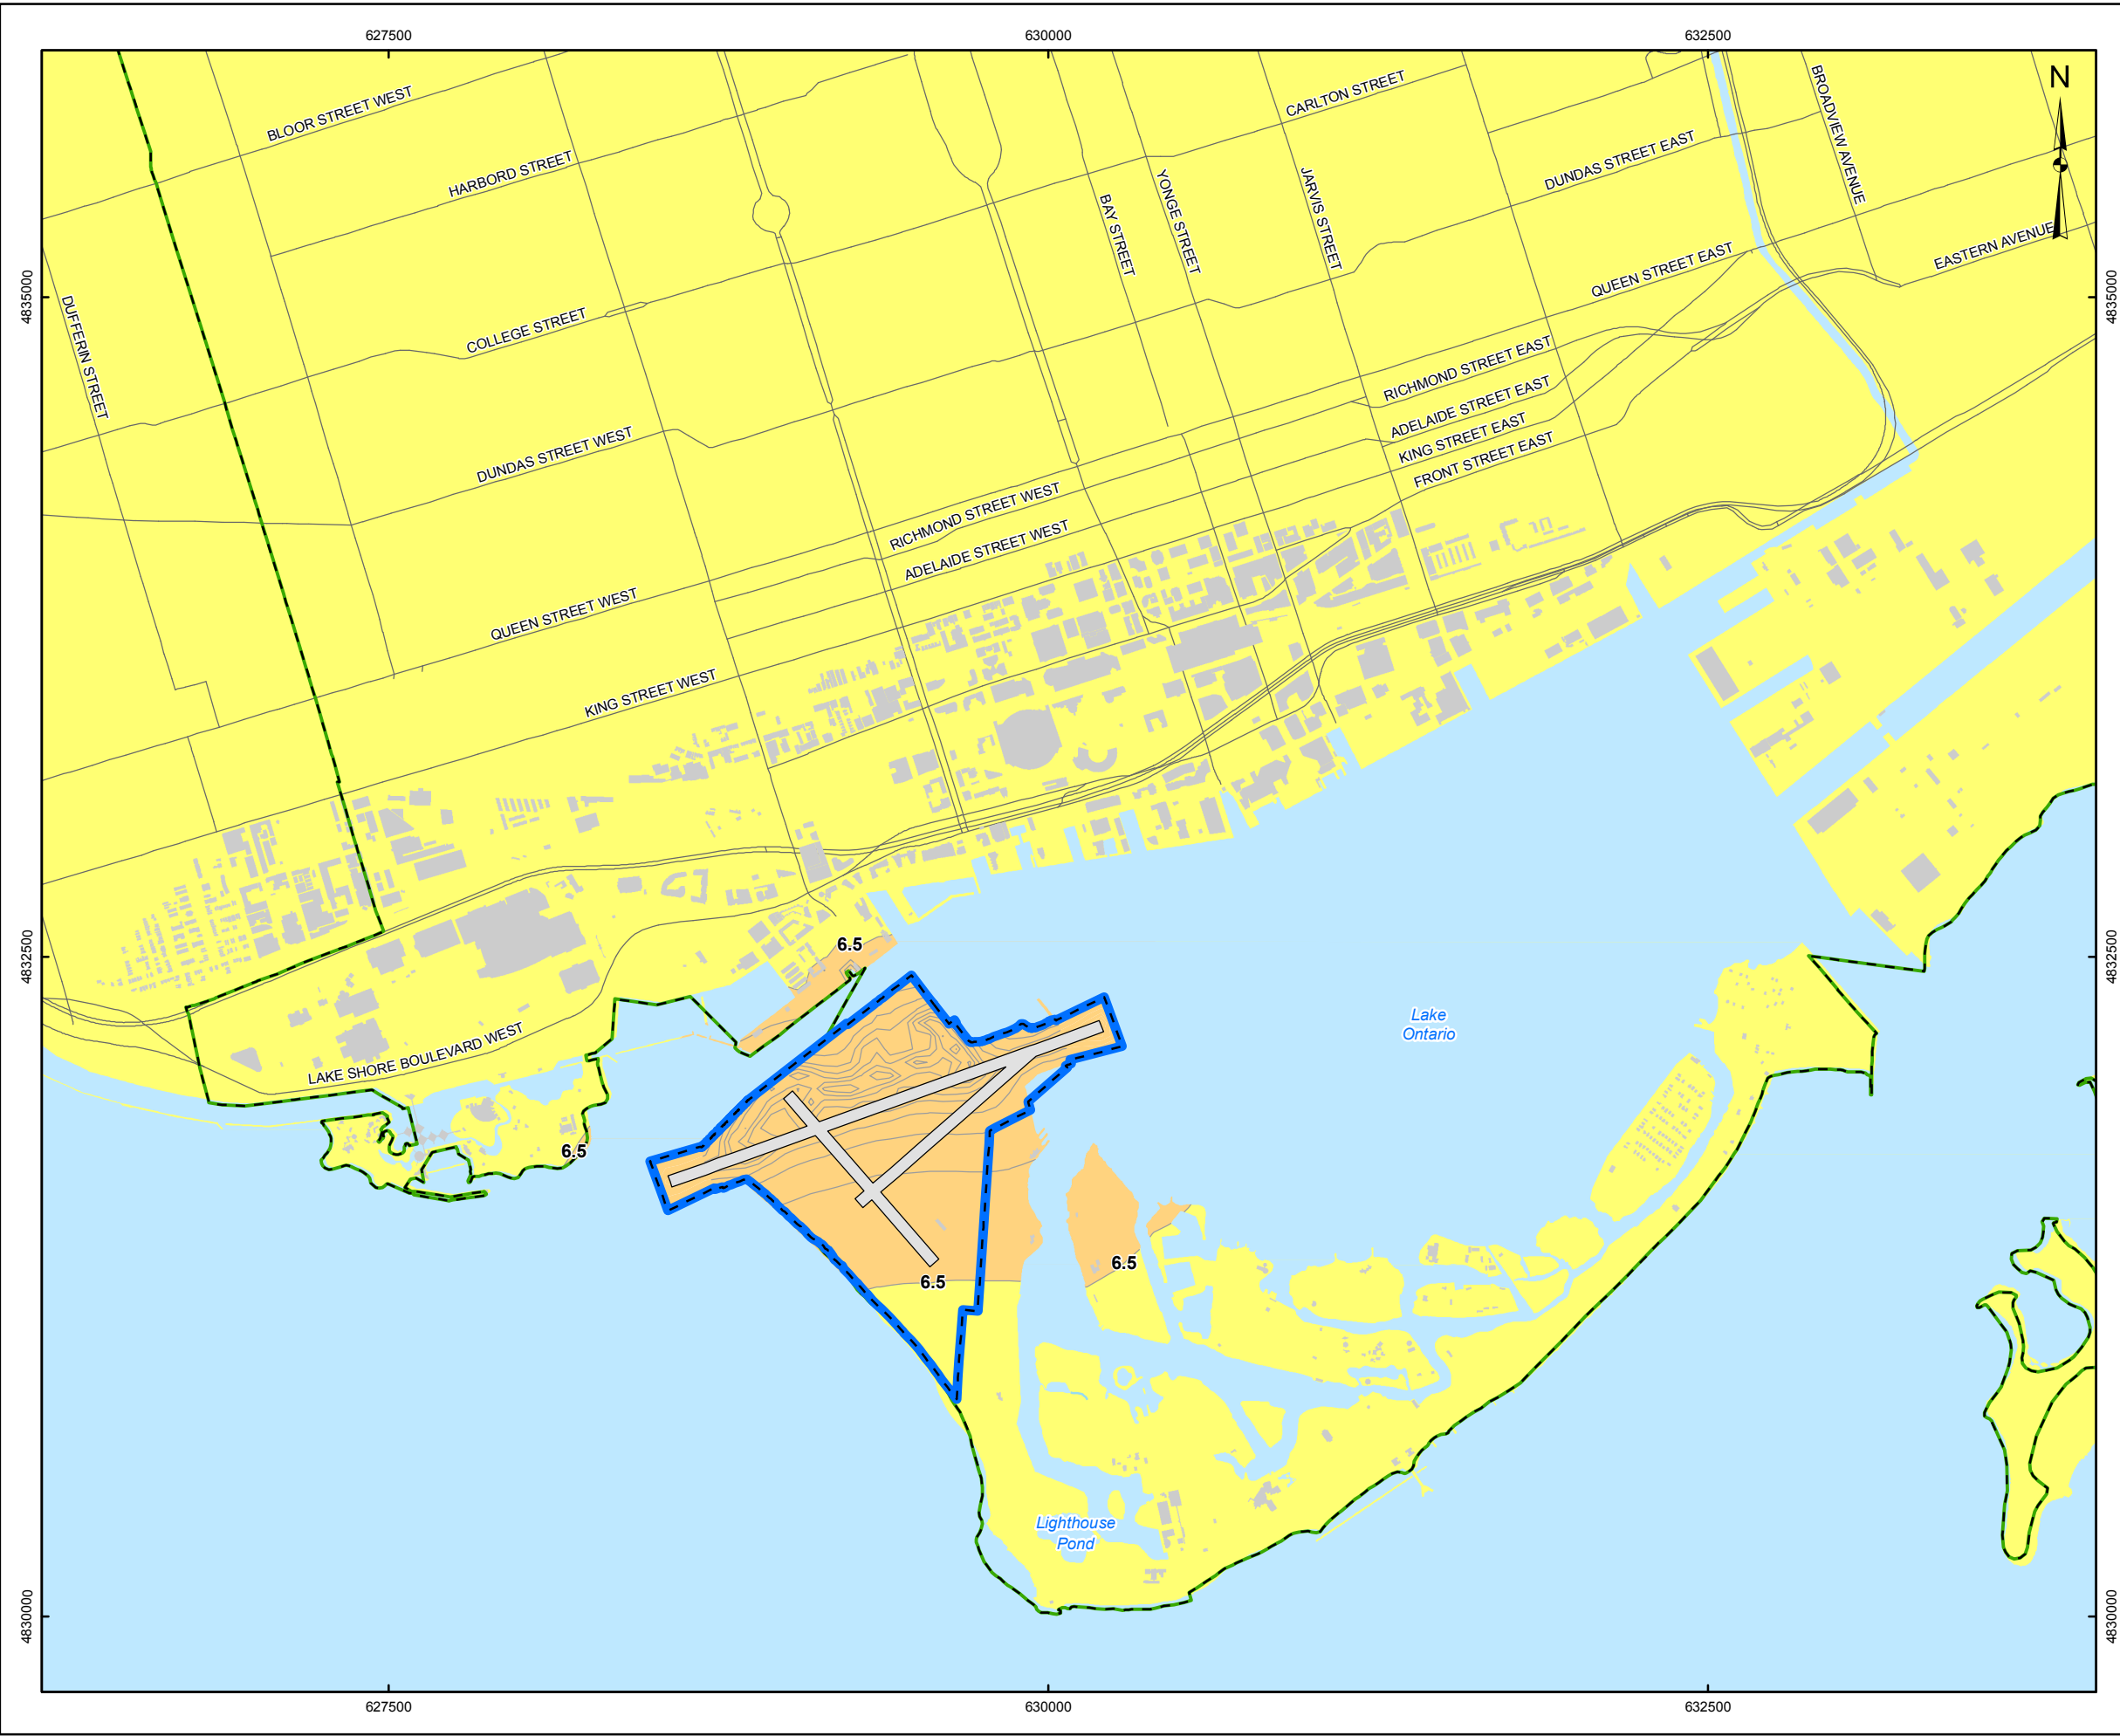 627500
630000
632500
N
BLOOR STREET WEST
HARBORD STREET
CARLTON STREET
BROADVIEW AVENUE
DUNDAS STREET EAST
JARVIS STREET
YONGE STREET
BAY STREET
EASTERN AVENUE
QUEEN STREET EAST
4835000
4835000
DUFFERIN STREET
COLLEGE STREET
RICHMOND STREET EAST
ADELAIDE STREET EAST
KING STREET EAST
FRONT STREET EAST
DUNDAS STREET WEST
RICHMOND STREET WEST
ADELAIDE STREET WEST
QUEEN STREET WEST
KING STREET WEST
4832500
4832500
6.5
Lake
Ontario
LAKE SHORE BOULEVARD WEST
6.5
6.5
6.5
Lighthouse
Pond
4830000
4830000
627500
630000
632500